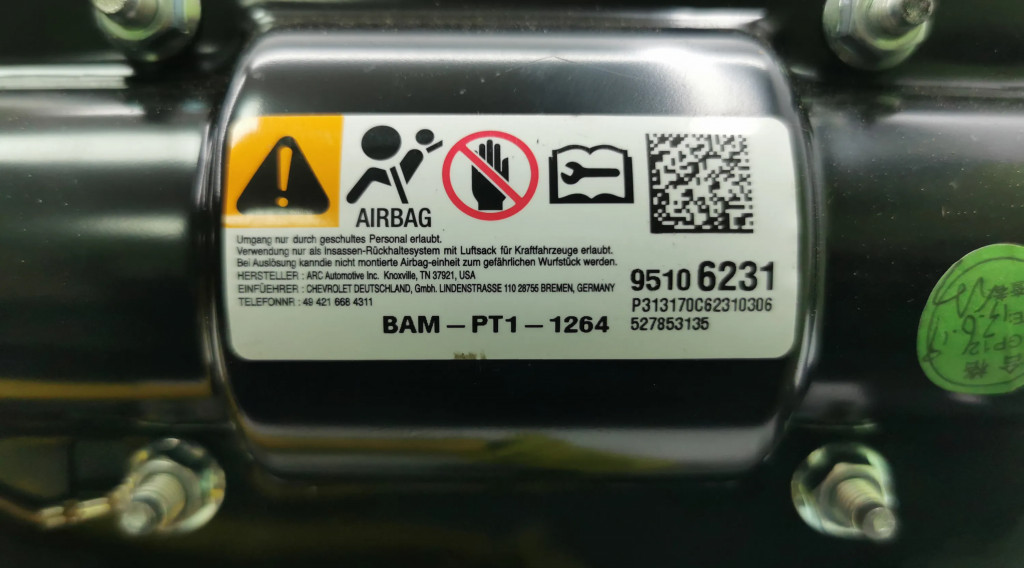 AIRBAG
Umgang nur durch geschultes Personal erlaubt.
Verwendung nur als Insassen-Rückhaltesystem mit Luftsack für Kraftfahrzeuge erlaubt.
Bei Auslösung kanndie nicht montierte Airbag-einheit zum gefährlichen Wurfstück werden.
HERSTELLER : ARC Automotive Inc. Knoxville, TN 37921, USA
EINFÜEHRER : CHEVROLET DEUTSCHLAND, Gmbh. LINDENSTRASSE 110 28755 BREMEN, GERMANY
TELEFONNR : 49 421 668 4311
BAM – PT1 – 1264
9510 6231
P313170C62310306
527853135